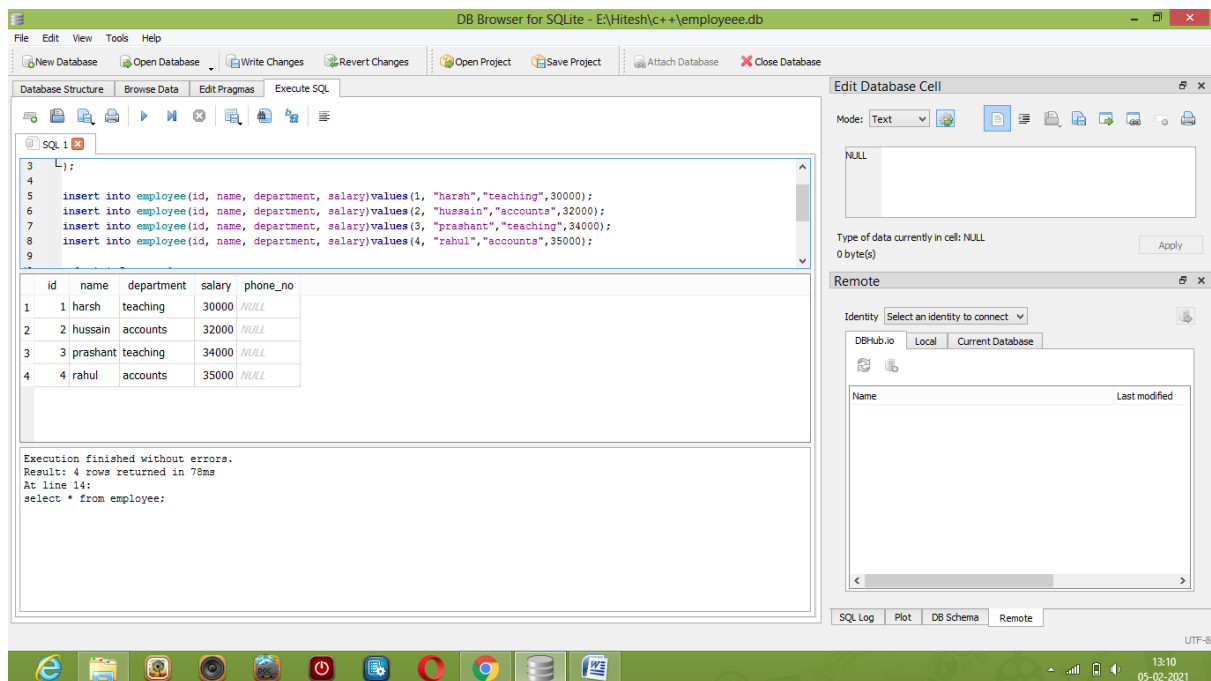 DB Browser for SQLite - E:\Hitesh\c++\employeee.db
File Edit View Tools Help
New Database Open Database Write Changes Revert Changes Open Project Save Project Attach Database Close Database
Database Structure Browse Data Edit Pragmas Execute SQL
SQL 1
3 );
4
5 insert into employee(id, name, department, salary)values(1, "harsh","teaching",30000);
6 insert into employee(id, name, department, salary)values(2, "hussain","accounts",32000);
7 insert into employee(id, name, department, salary)values(3, "prashant","teaching",34000);
8 insert into employee(id, name, department, salary)values(4, "rahul","accounts",35000);
9
id name department salary phone_no
1 1 harsh teaching 30000 NULL
2 2 hussain accounts 32000 NULL
3 3 prashant teaching 34000 NULL
4 4 rahul accounts 35000 NULL
Execution finished without errors.
Result: 4 rows returned in 78ms
At line 14:
select * from employee;
Edit Database Cell
Mode: Text
NULL
Type of data currently in cell: NULL
0 byte(s)
Apply
Remote
Identity Select an identity to connect
DBHub.io Local Current Database
Name Last modified
SQL Log Plot DB Schema Remote
UTF-8
13:10
05-02-2021